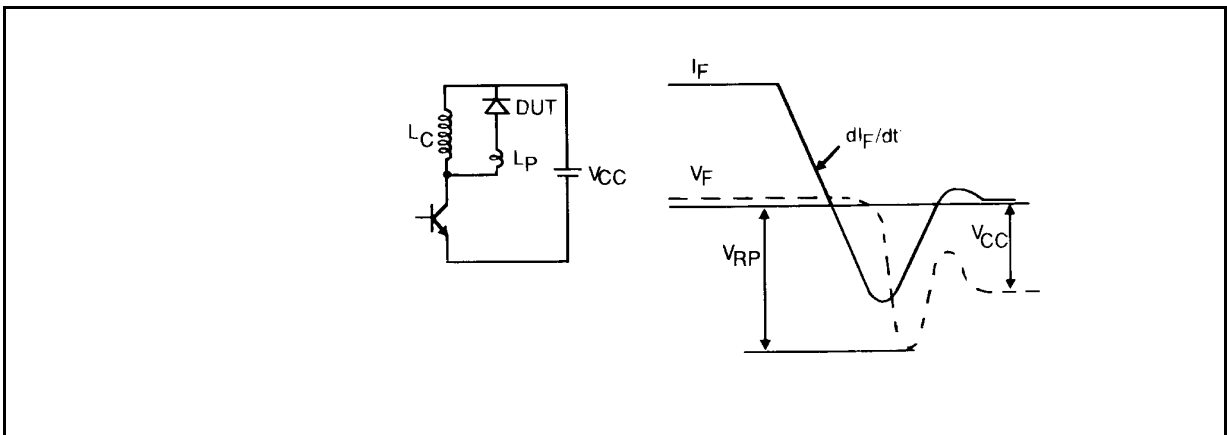 DUT
LC
LP
VCC
IF
dIF/dt
VF
VRP
VCC